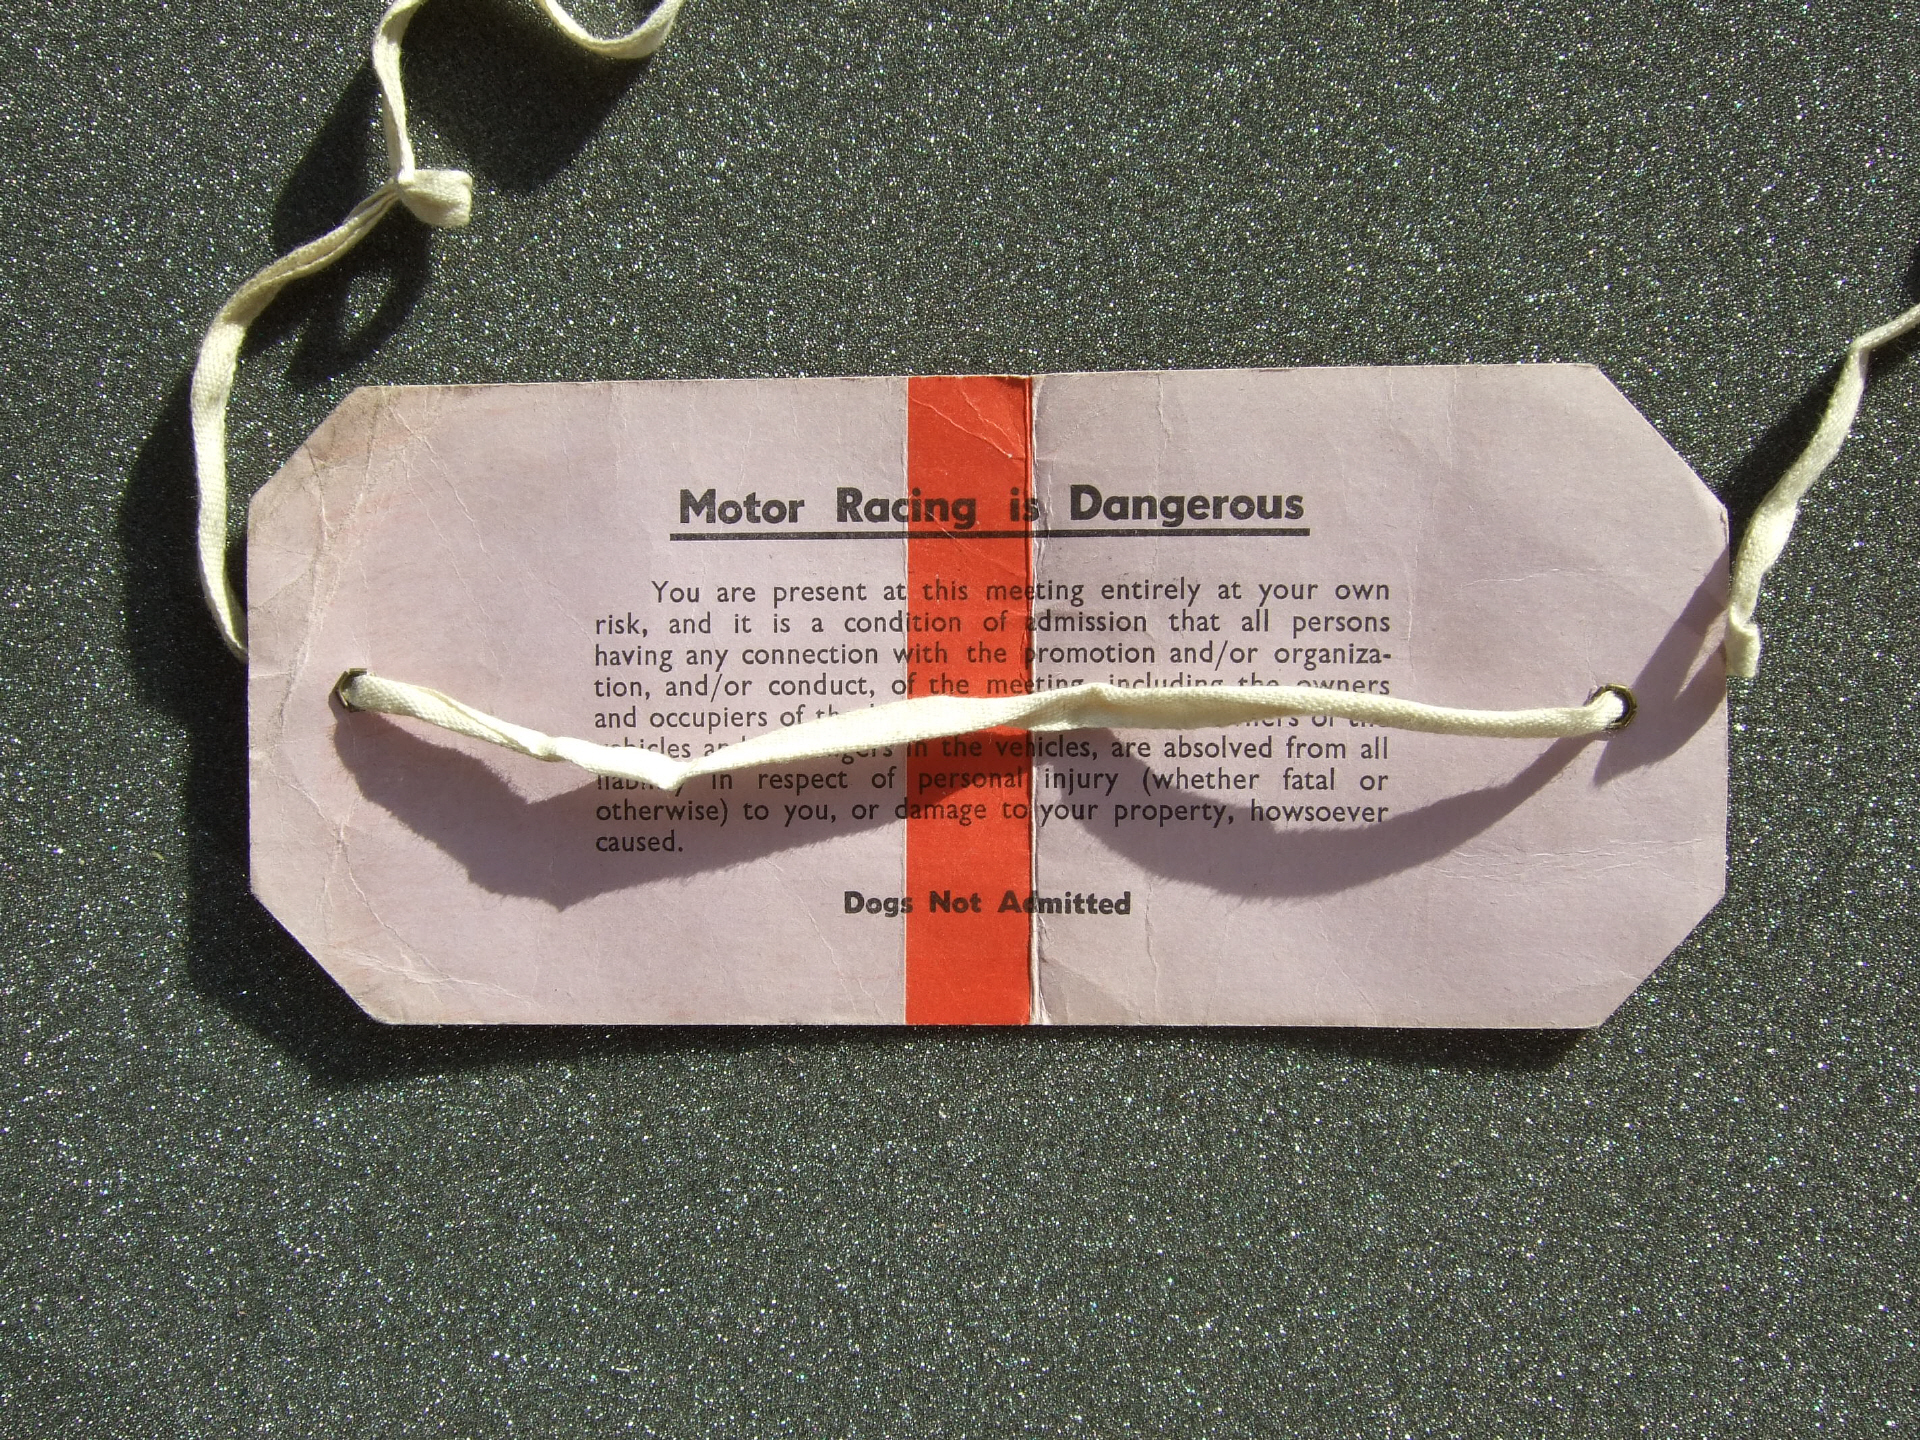 Motor Racing is Dangerous
You are present at this meeting entirely at your own
risk, and it is a condition of admission that all persons
having any connection with the promotion and/or organiza-
tion, and/or conduct, of the meeting, including the owners
and occupiers of the
vehicles in the vehicles, are absolved from all
in respect of personal injury (whether fatal or
otherwise) to you, or damage to your property, howsoever
caused.
Dogs Not Admitted